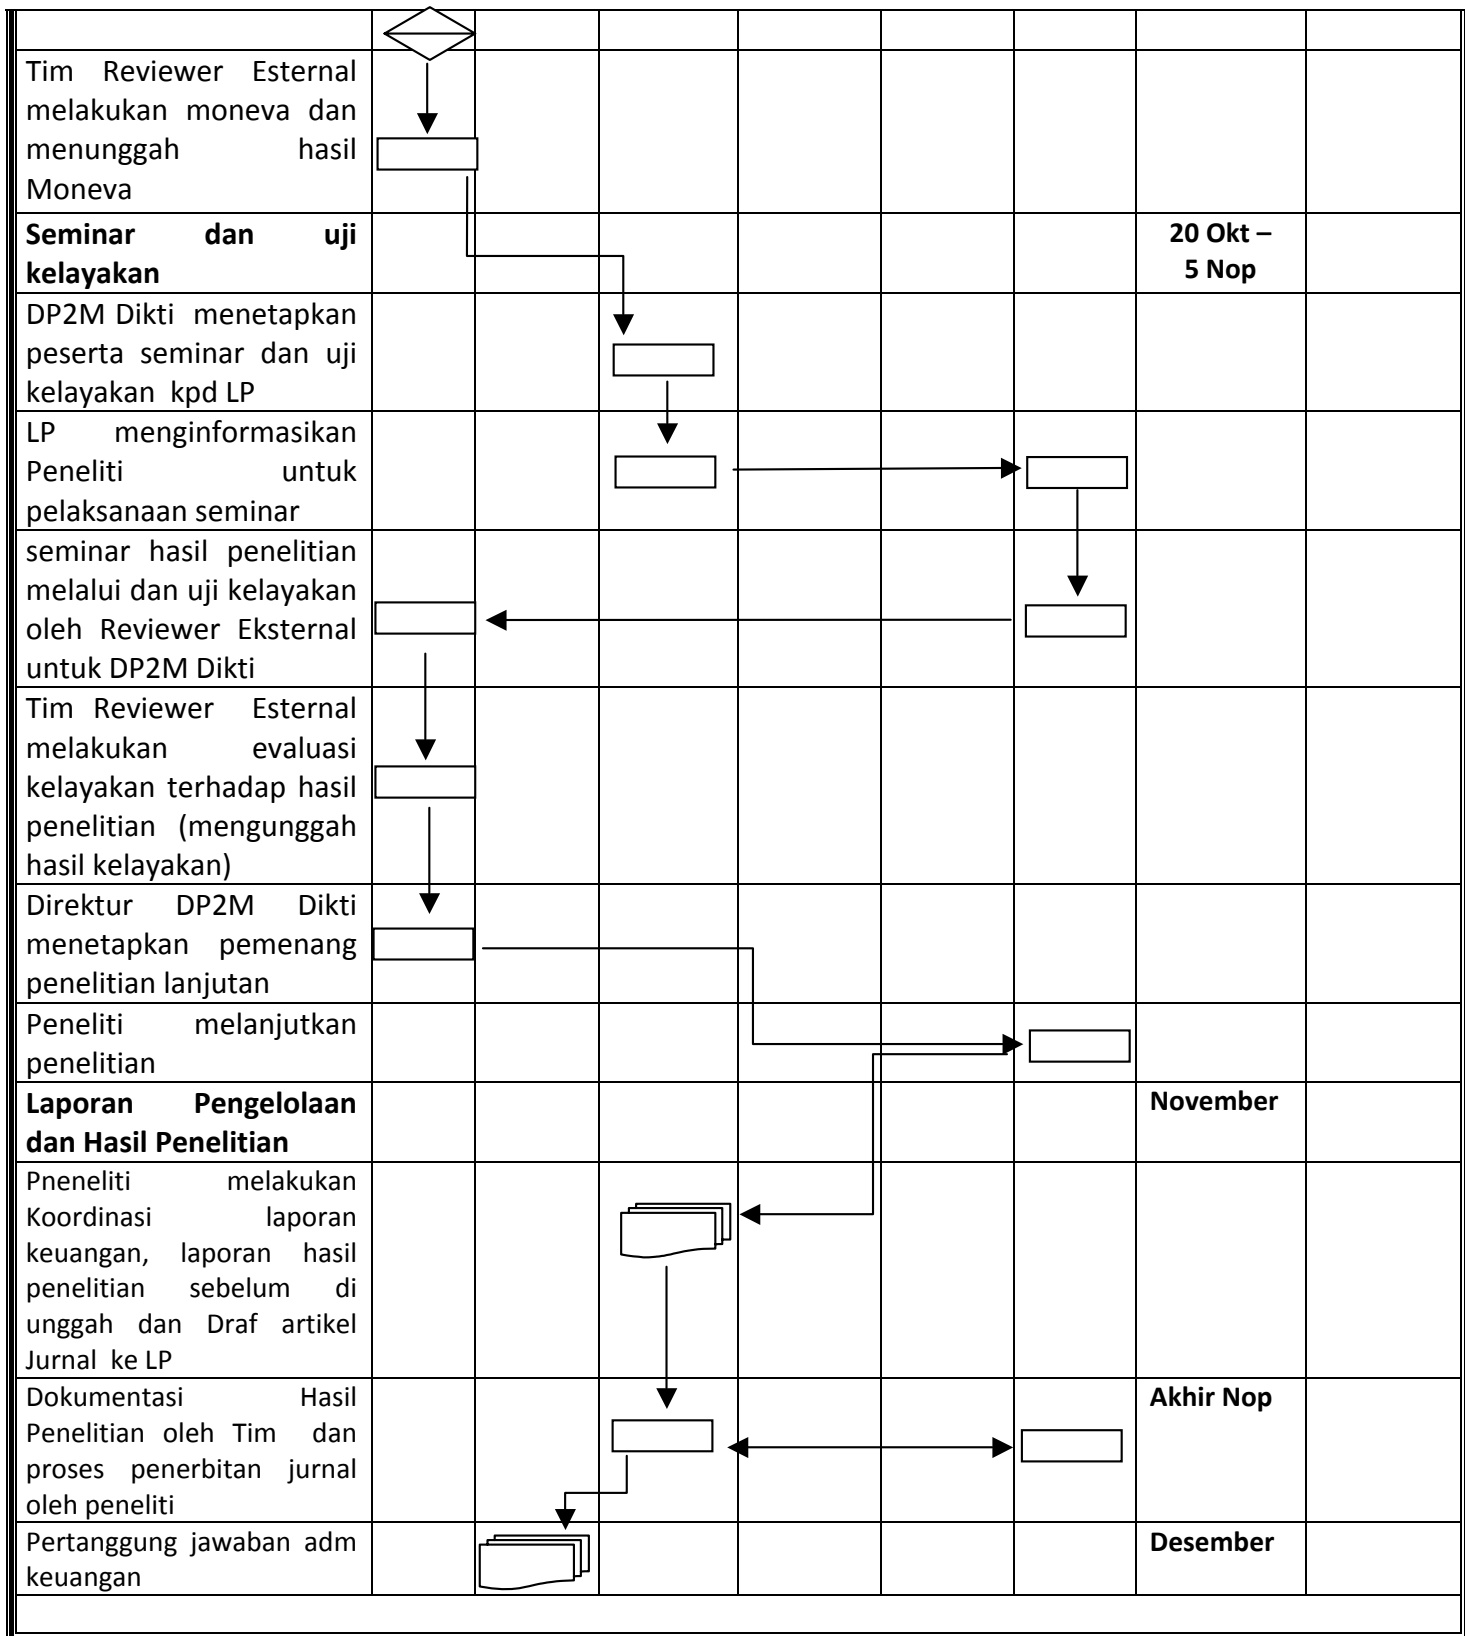 Tim Reviewer Esternal
melakukan moneva dan
menunggah hasil
Moneva
Seminar dan uji
kelayakan
20 Okt –
5 Nop
DP2M Dikti menetapkan
peserta seminar dan uji
kelayakan kpd LP
LP menginformasikan
Peneliti untuk
pelaksanaan seminar
seminar hasil penelitian
melalui dan uji kelayakan
oleh Reviewer Eksternal
untuk DP2M Dikti
Tim Reviewer Esternal
melakukan evaluasi
kelayakan terhadap hasil
penelitian (mengunggah
hasil kelayakan)
Direktur DP2M Dikti
menetapkan pemenang
penelitian lanjutan
Peneliti melanjutkan
penelitian
Laporan Pengelolaan
dan Hasil Penelitian
November
Pneneliti melakukan
Koordinasi laporan
keuangan, laporan hasil
penelitian sebelum di
unggah dan Draf artikel
Jurnal ke LP
Dokumentasi Hasil
Penelitian oleh Tim dan
proses penerbitan jurnal
oleh peneliti
Akhir Nop
Pertanggung jawaban adm
keuangan
Desember